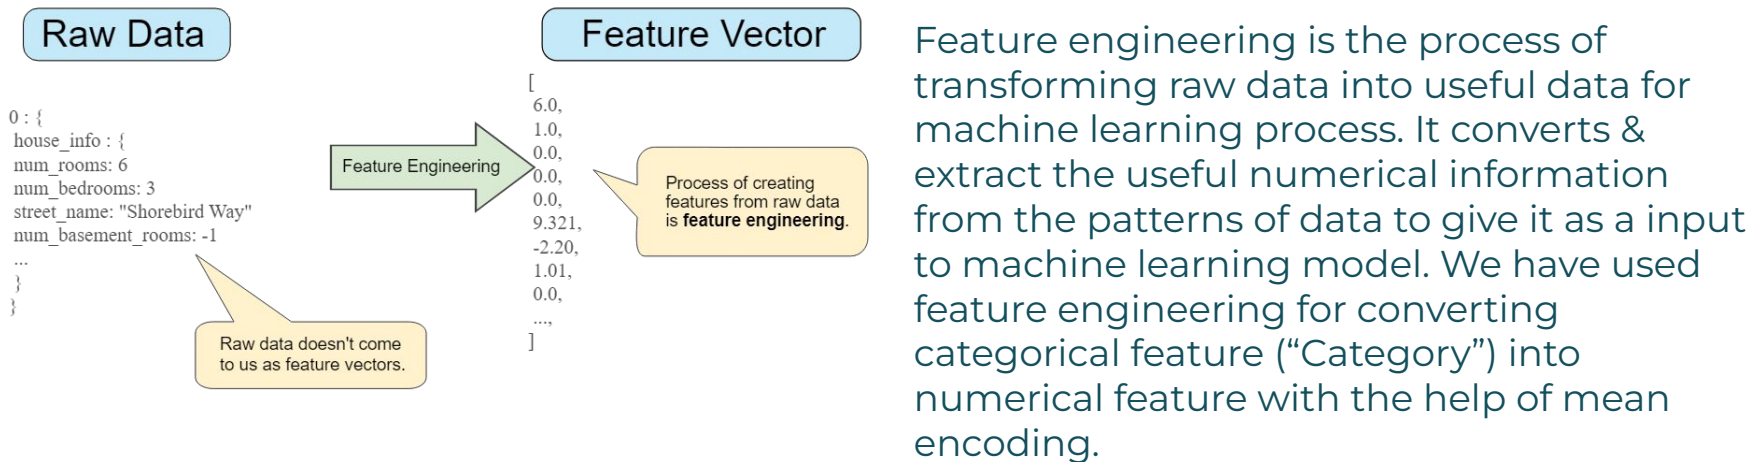 Raw Data
0 : {
house_info : {
num_rooms: 6
num_bedrooms: 3
street_name: "Shorebird Way"
num_basement_rooms: -1
...
}
}
Raw data doesn't come
to us as feature vectors.
Feature Engineering
Feature Vector
[
6.0,
1.0,
0.0,
0.0,
0.0,
9.321,
-2.20,
1.01,
0.0,
...,
]
Process of creating
features from raw data
is feature engineering.
Feature engineering is the process of
transforming raw data into useful data for
machine learning process. It converts &
extract the useful numerical information
from the patterns of data to give it as a input
to machine learning model. We have used
feature engineering for converting
categorical feature (“Category”) into
numerical feature with the help of mean
encoding.